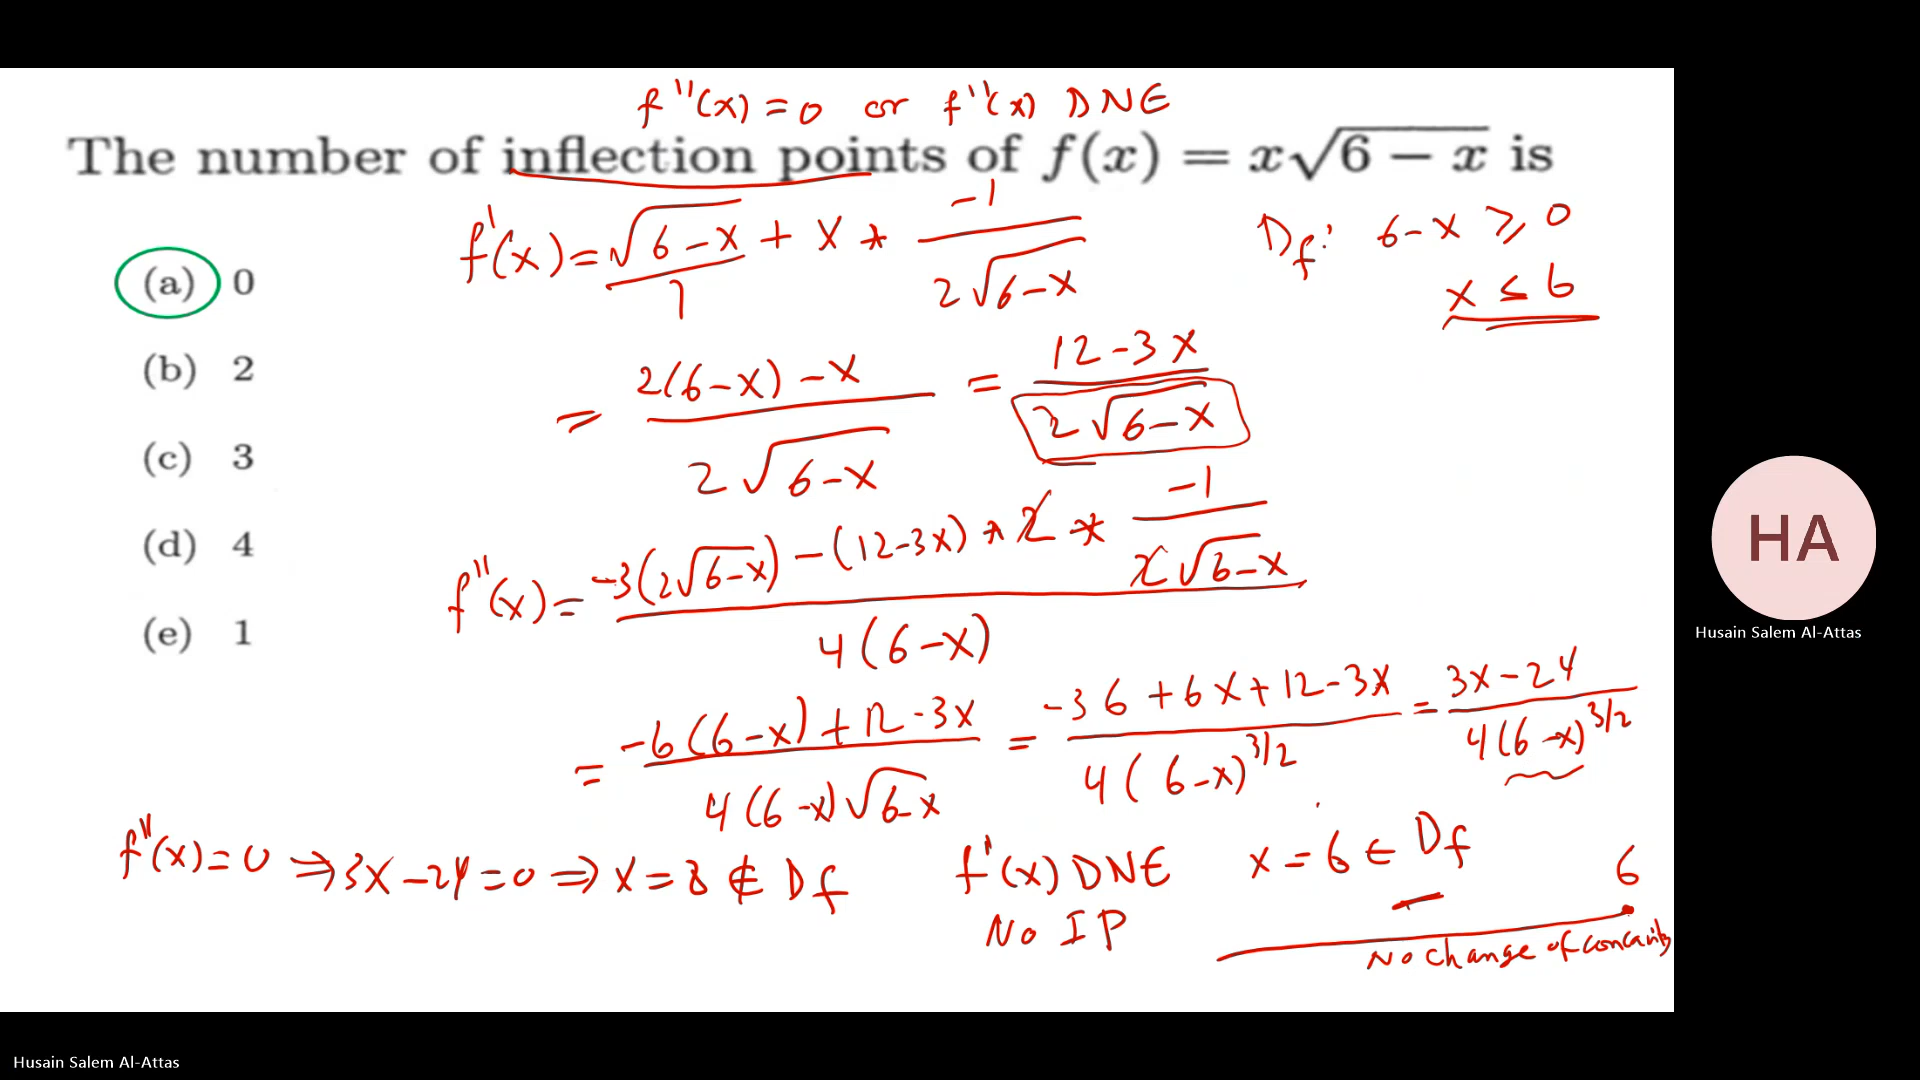 f''(x) = 0 or f''(x) DNE
The number of inflection points of f(x) = x√(6 − x) is
f'(x) = √(6−x)/1 + x * −1/(2√(6−x))
Df: 6−x ≥ 0
x ≤ 6
(a) 0
(b) 2
(c) 3
(d) 4
(e) 1
= (2(6−x) −x)/(2√(6−x)) = (12−3x)/(2√(6−x))
f''(x) = (−3(2√(6−x)) − (12−3x) * 2 * −1/(2√(6−x)))/(4(6−x))
= (−6(6−x) + 12−3x)/(4(6−x)√(6−x)) = (−36 + 6x + 12−3x)/(4(6−x)^3/2) = (3x−24)/(4(6−x)^3/2)
f''(x) = 0 ⇒ 3x−24 = 0 ⇒ x = 8 ∉ Df
f''(x) DNE x = 6 ∈ Df
No IP
6
No change of concavity
HA
Husain Salem Al-Attas
Husain Salem Al-Attas